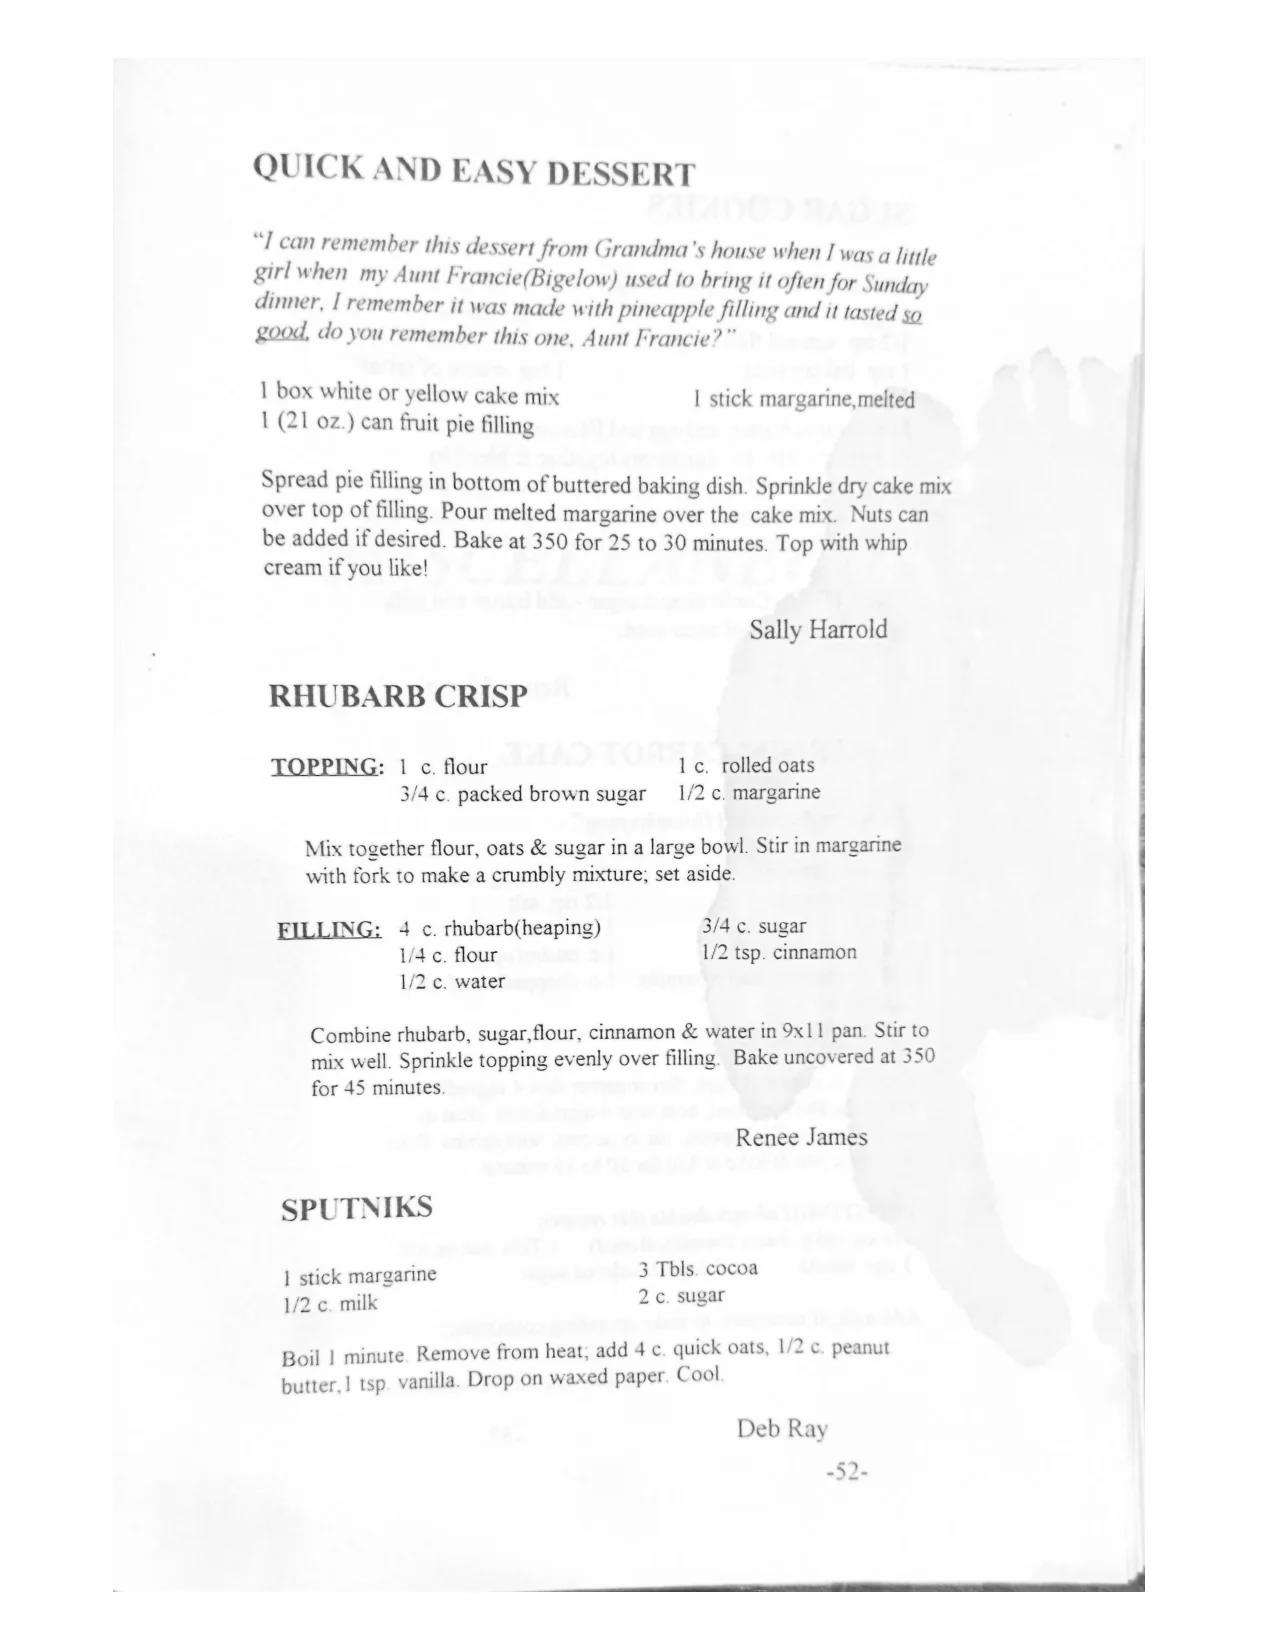 QUICK AND EASY DESSERT
"I can remember this dessert from Grandma's house when I was a little
girl when my Aunt Francie(Bigelow) used to bring it often for Sunday
dinner, I remember it was made with pineapple filling and it tasted so
good, do you remember this one, Aunt Francie?"
1 box white or yellow cake mix 1 stick margarine,melted
1 (21 oz.) can fruit pie filling
Spread pie filling in bottom of buttered baking dish. Sprinkle dry cake mix
over top of filling. Pour melted margarine over the cake mix. Nuts can
be added if desired. Bake at 350 for 25 to 30 minutes. Top with whip
cream if you like!
Sally Harrold
RHUBARB CRISP
TOPPING: 1 c. flour 1 c. rolled oats
3/4 c. packed brown sugar 1/2 c. margarine
Mix together flour, oats & sugar in a large bowl. Stir in margarine
with fork to make a crumbly mixture; set aside.
FILLING: 4 c. rhubarb(heaping) 3/4 c. sugar
1/4 c. flour 1/2 tsp. cinnamon
1/2 c. water
Combine rhubarb, sugar,flour, cinnamon & water in 9x11 pan. Stir to
mix well. Sprinkle topping evenly over filling. Bake uncovered at 350
for 45 minutes.
Renee James
SPUTNIKS
1 stick margarine 3 Tbls. cocoa
1/2 c. milk 2 c. sugar
Boil 1 minute. Remove from heat; add 4 c. quick oats, 1/2 c. peanut
butter,1 tsp. vanilla. Drop on waxed paper. Cool.
Deb Ray
-52-